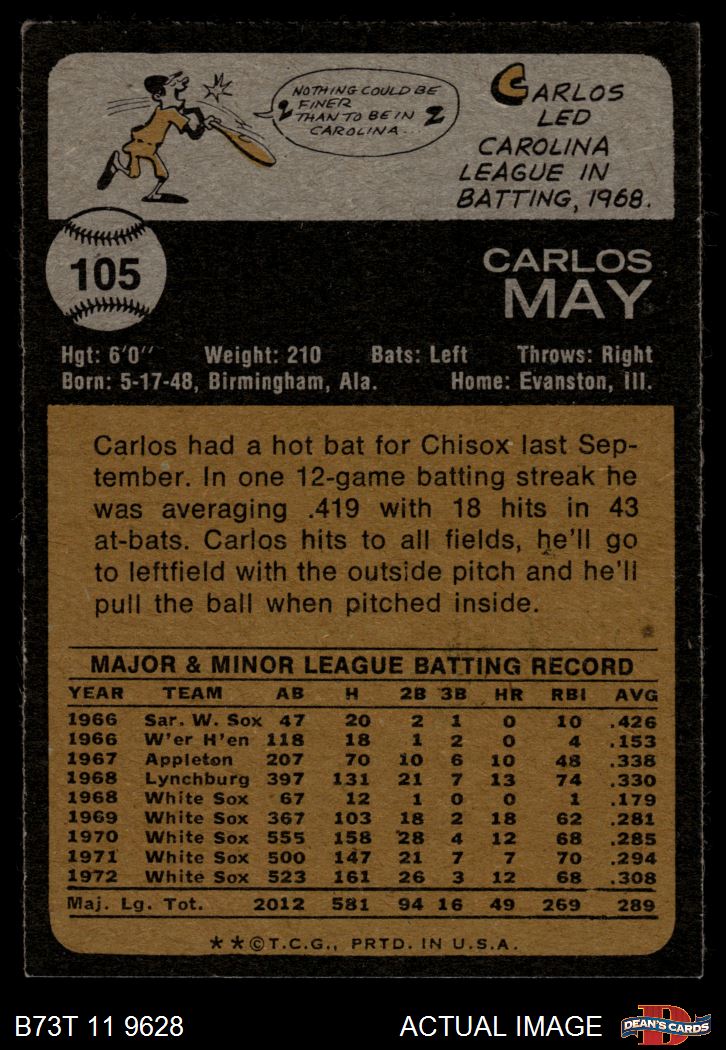 2 NOTHING COULD BE
FINER
THAN TO BE IN 2
CAROLINA...
CARLOS
LED
CAROLINA
LEAGUE IN
BATTING, 1968.
105
CARLOS
MAY
Hgt: 6'0" Weight: 210 Bats: Left Throws: Right
Born: 5-17-48, Birmingham, Ala. Home: Evanston, Ill.
Carlos had a hot bat for Chisox last Sep-
tember. In one 12-game batting streak he
was averaging .419 with 18 hits in 43
at-bats. Carlos hits to all fields, he'll go
to leftfield with the outside pitch and he'll
pull the ball when pitched inside.
MAJOR & MINOR LEAGUE BATTING RECORD
YEAR TEAM AB H 2B 3B HR RBI AVG
1966 Sar. W. Sox 47 20 2 1 0 10 .426
1966 W'er H'en 118 18 1 2 0 4 .153
1967 Appleton 207 70 10 6 10 48 .338
1968 Lynchburg 397 131 21 7 13 74 .330
1968 White Sox 67 12 1 0 0 1 .179
1969 White Sox 367 103 18 2 18 62 .281
1970 White Sox 555 158 28 4 12 68 .285
1971 White Sox 500 147 21 7 7 70 .294
1972 White Sox 523 161 26 3 12 68 .308
Maj. Lg. Tot. 2012 581 94 16 49 269 289
★★©T.C.G., PRTD. IN U.S.A.
B73T 11 9628 ACTUAL IMAGE
D
DEAN'S CARDS